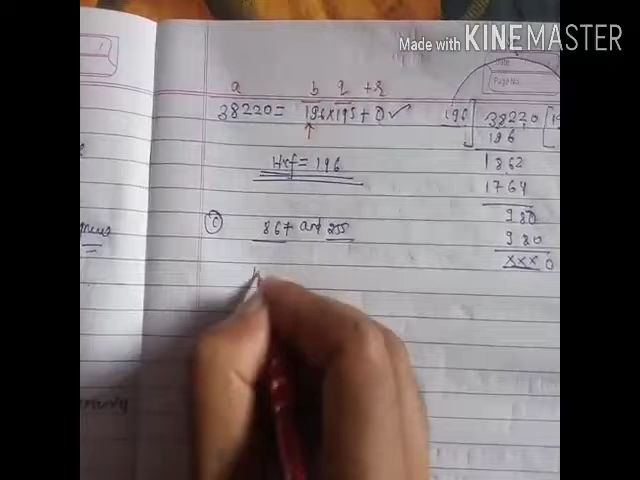 Made with KINEMASTER
a b q +r
38220= 196×195+0 ✓
↑
Hcf= 196
196] 38220 [19
196
1862
1764
980
980
×××0
(c) 867 and 255